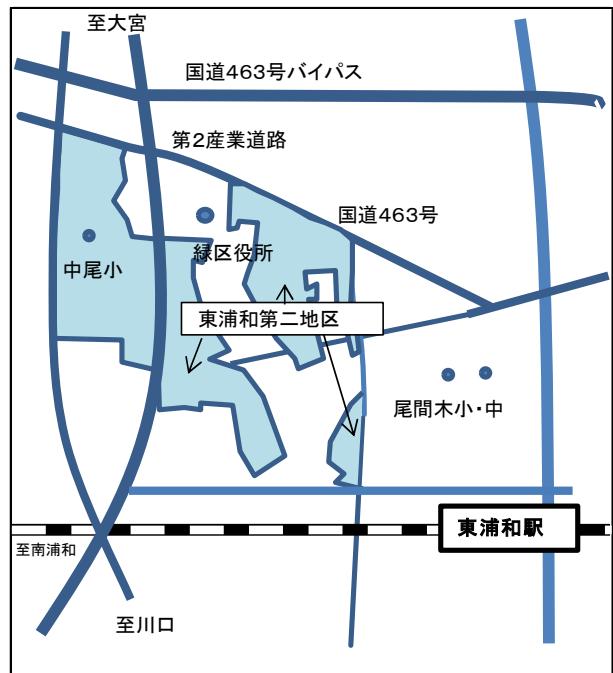 至大宮
国道463号バイパス
第2産業道路
国道463号
緑区役所
中尾小
東浦和第二地区
尾間木小・中
東浦和駅
至南浦和
至川口